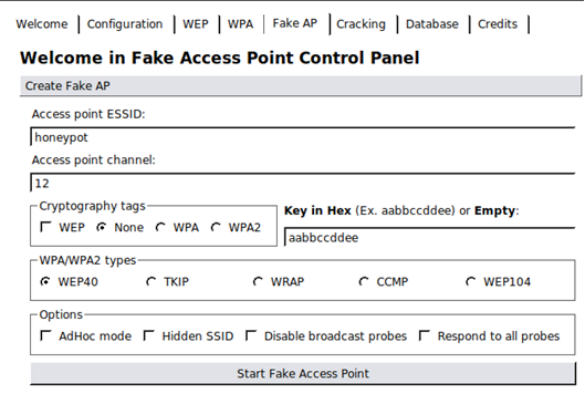 Welcome Configuration WEP WPA Fake AP Cracking Database Credits
Welcome in Fake Access Point Control Panel
Create Fake AP
Access point ESSID:
honeypot
Access point channel:
12
Cryptography tags
WEP None WPA WPA2
Key in Hex (Ex. aabbccddee) or Empty:
aabbccddee
WPA/WPA2 types
WEP40 TKIP WRAP CCMP WEP104
Options
AdHoc mode Hidden SSID Disable broadcast probes Respond to all probes
Start Fake Access Point